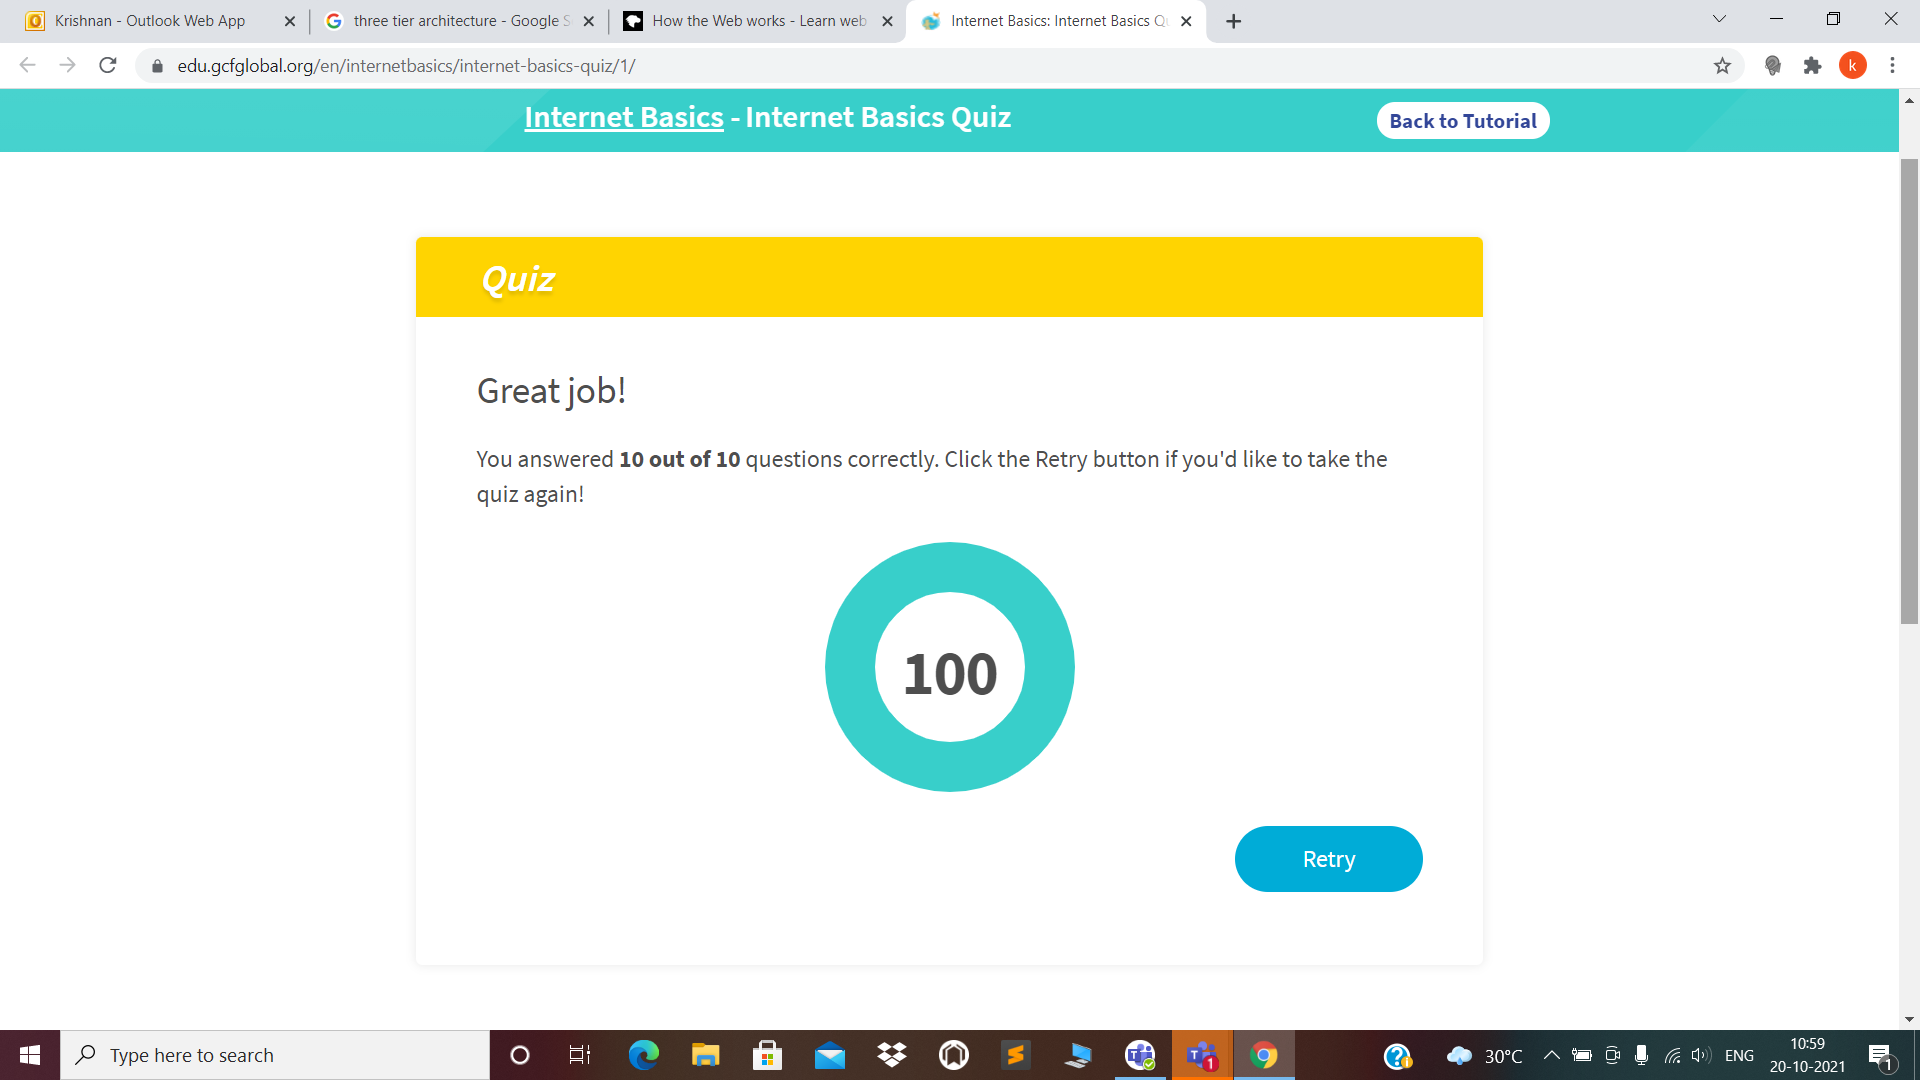 Krishnan - Outlook Web App
three tier architecture - Google S
How the Web works - Learn web
Internet Basics: Internet Basics Q
edu.gcfglobal.org/en/internetbasics/internet-basics-quiz/1/
k
Internet Basics - Internet Basics Quiz
Back to Tutorial
Quiz
Great job!
You answered 10 out of 10 questions correctly. Click the Retry button if you'd like to take the
quiz again!
100
Retry
Type here to search
1
30°C
ENG
10:59
20-10-2021
1